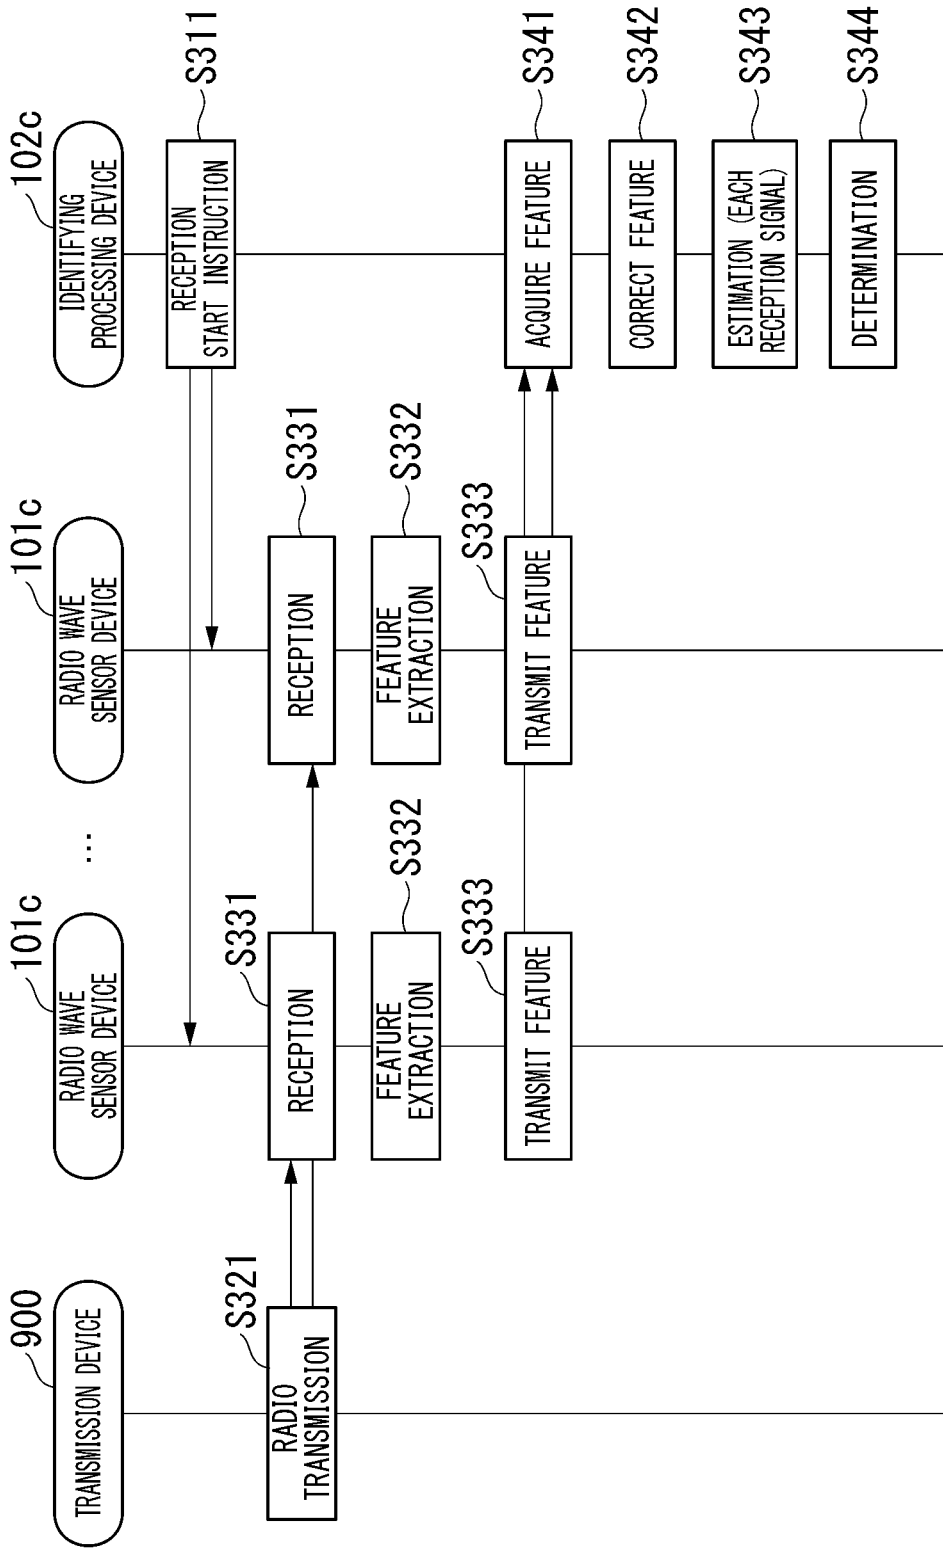 900
TRANSMISSION DEVICE
101c
RADIO WAVE
SENSOR DEVICE
...
101c
RADIO WAVE
SENSOR DEVICE
102c
IDENTIFYING
PROCESSING DEVICE
S311
RECEPTION
START INSTRUCTION
S321
RADIO
TRANSMISSION
S331
RECEPTION
S331
RECEPTION
S332
FEATURE
EXTRACTION
S332
FEATURE
EXTRACTION
S333
TRANSMIT FEATURE
S333
TRANSMIT FEATURE
S341
ACQUIRE FEATURE
S342
CORRECT FEATURE
S343
ESTIMATION (EACH
RECEPTION SIGNAL)
S344
DETERMINATION